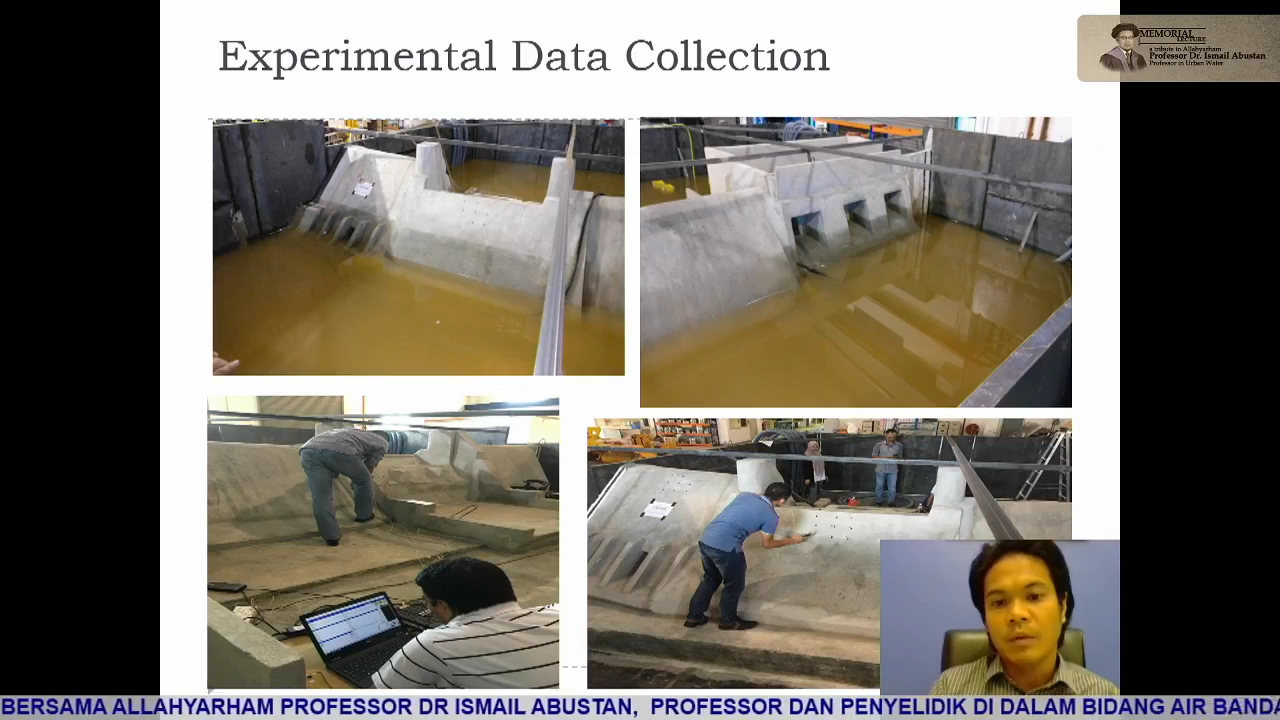 Experimental Data Collection
MEMORIAL
LECTURE
a tribute to Allahyarham
Professor Dr. Ismail Abustan
Professor in Urban Water
BERSAMA ALLAHYARHAM PROFESSOR DR ISMAIL ABUSTAN, PROFESSOR DAN PENYELIDIK DI DALAM BIDANG AIR BANDA